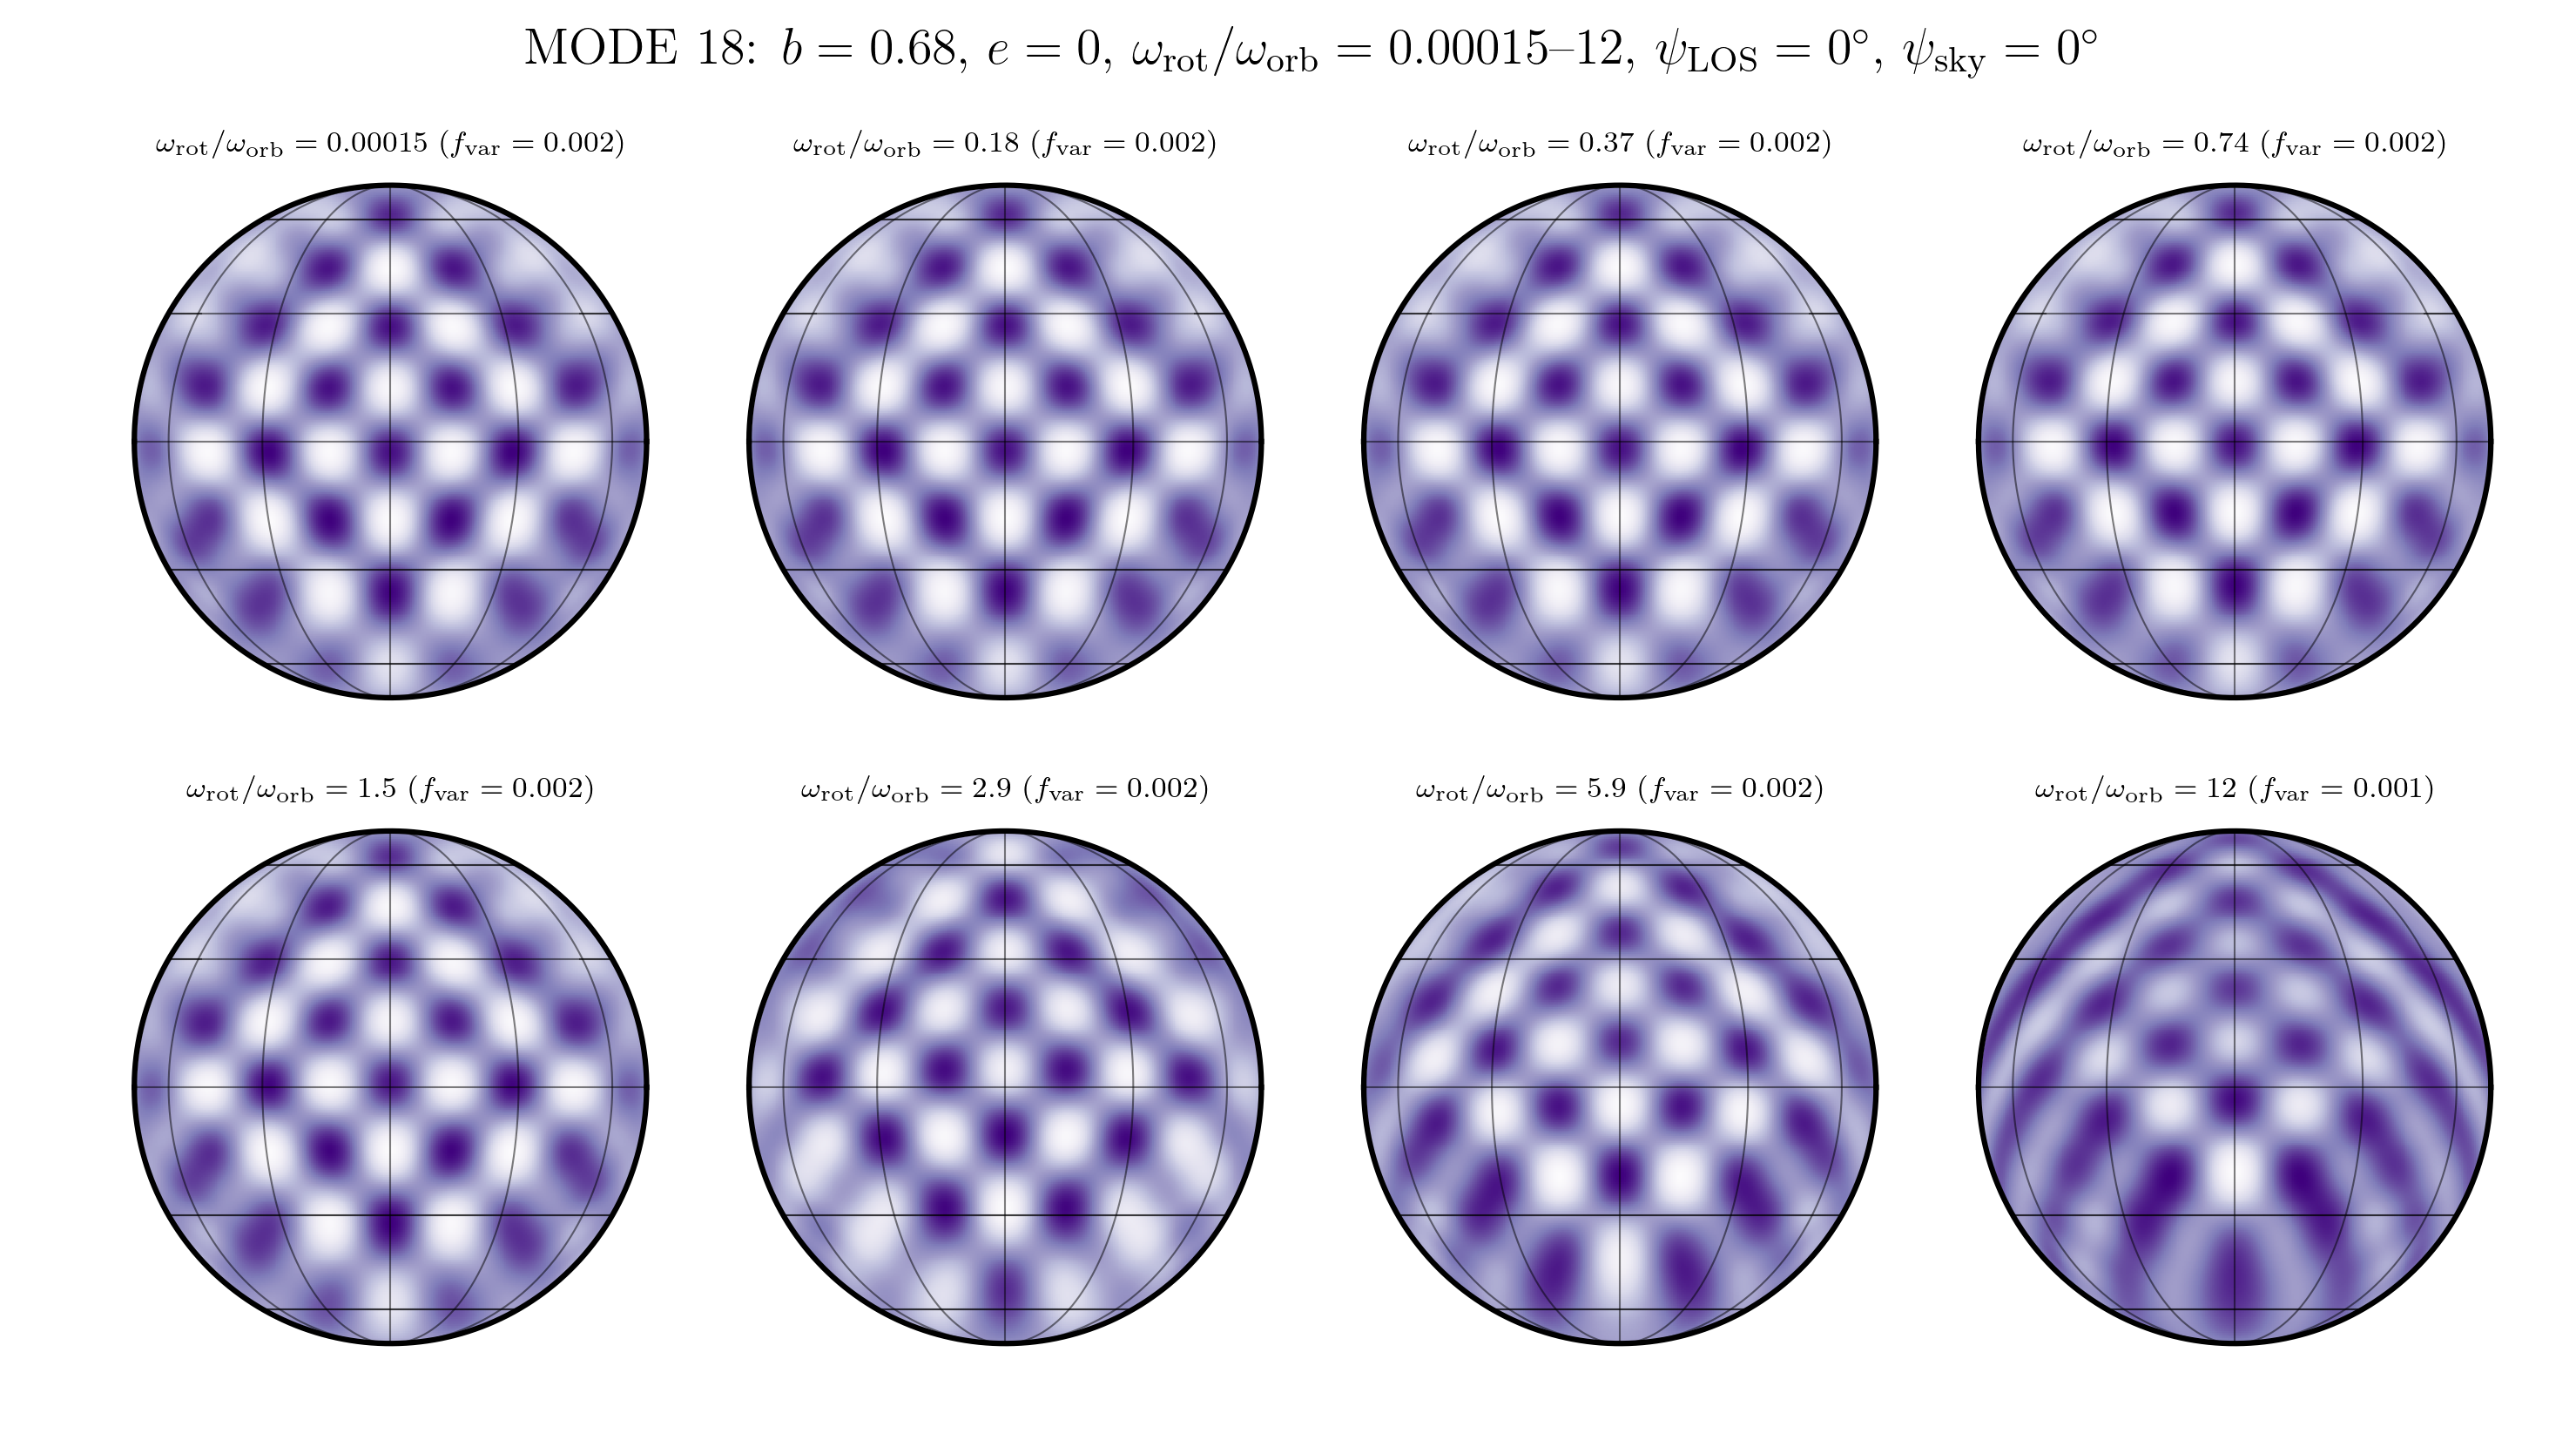 MODE 18: b = 0.68, e = 0, ω_rot/ω_orb = 0.00015–12, ψ_LOS = 0°, ψ_sky = 0°
ω_rot/ω_orb = 0.00015 (f_var = 0.002)
ω_rot/ω_orb = 0.18 (f_var = 0.002)
ω_rot/ω_orb = 0.37 (f_var = 0.002)
ω_rot/ω_orb = 0.74 (f_var = 0.002)
ω_rot/ω_orb = 1.5 (f_var = 0.002)
ω_rot/ω_orb = 2.9 (f_var = 0.002)
ω_rot/ω_orb = 5.9 (f_var = 0.002)
ω_rot/ω_orb = 12 (f_var = 0.001)